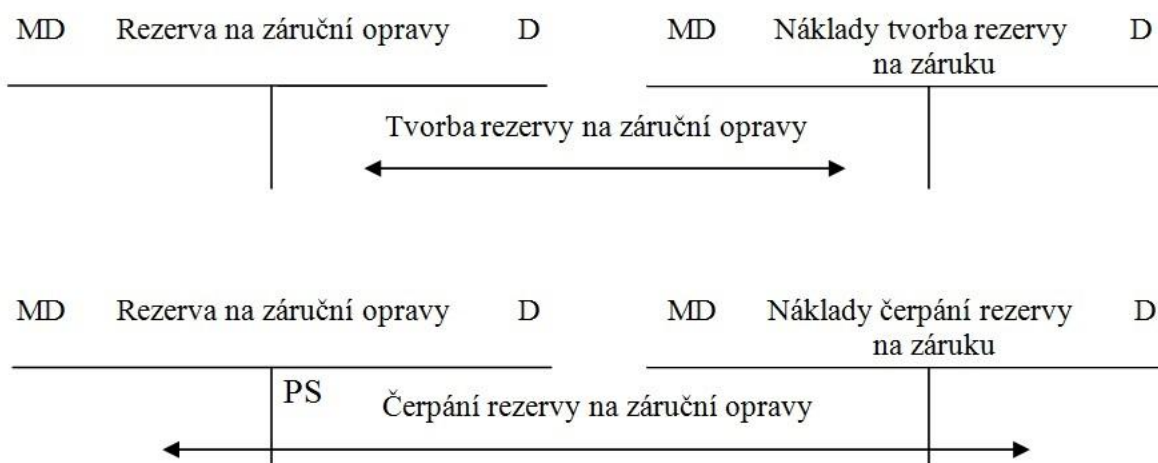 MD Rezerva na záruční opravy D MD Náklady tvorba rezervy D
na záruku
Tvorba rezervy na záruční opravy
MD Rezerva na záruční opravy D MD Náklady čerpání rezervy D
na záruku
PS
Čerpání rezervy na záruční opravy